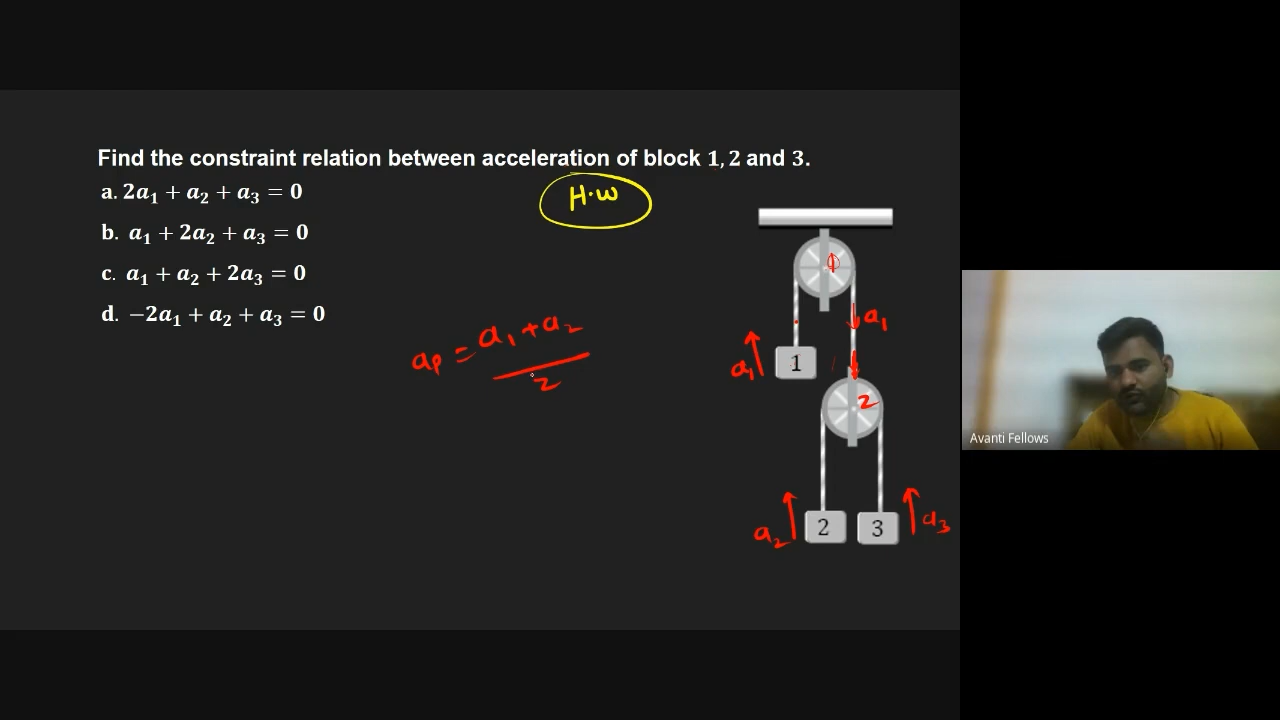 Find the constraint relation between acceleration of block 1, 2 and 3.
a. 2a₁ + a₂ + a₃ = 0
b. a₁ + 2a₂ + a₃ = 0
c. a₁ + a₂ + 2a₃ = 0
d. −2a₁ + a₂ + a₃ = 0
H.W
aₚ = (a₁ + a₂)/2
1
a₁
a₁
1
2
a₂
2
3
a₃
Avanti Fellows